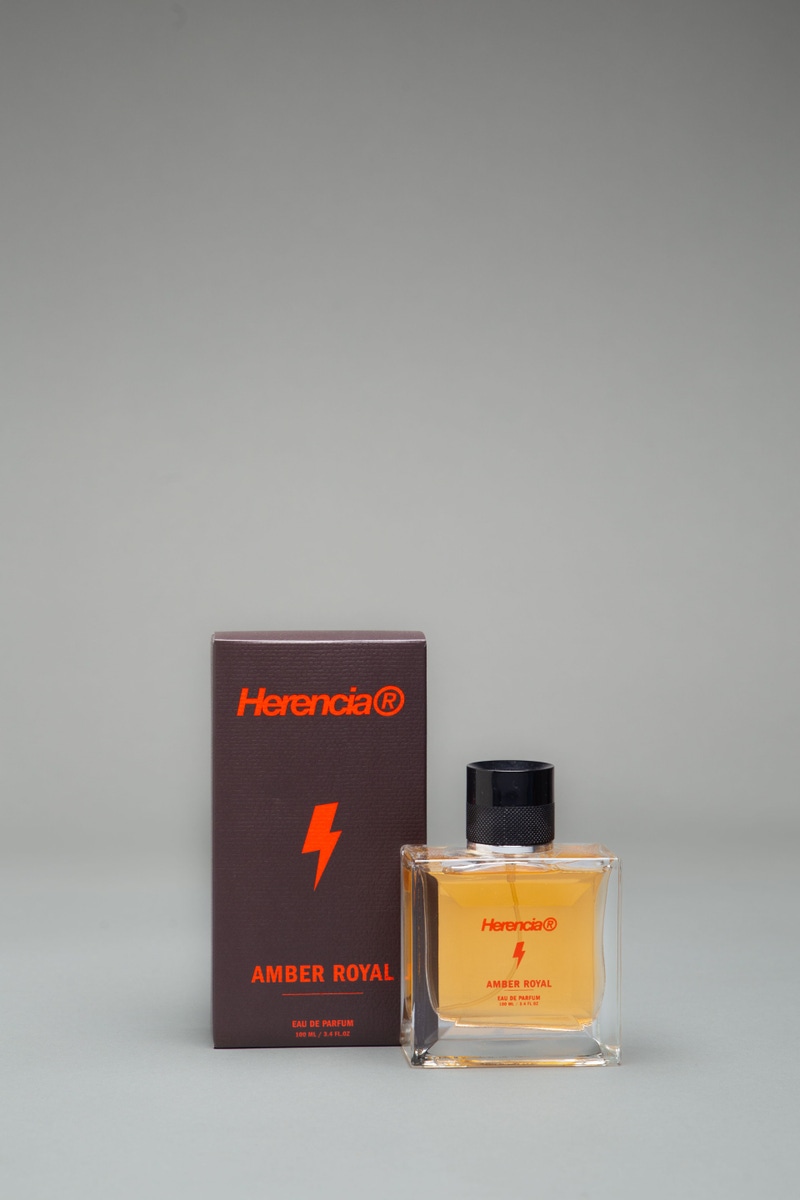 Herencia®
AMBER ROYAL
EAU DE PARFUM
100 ML / 3.4 FL.OZ
Herencia®
AMBER ROYAL
EAU DE PARFUM
100 ML / 3.4 FL.OZ